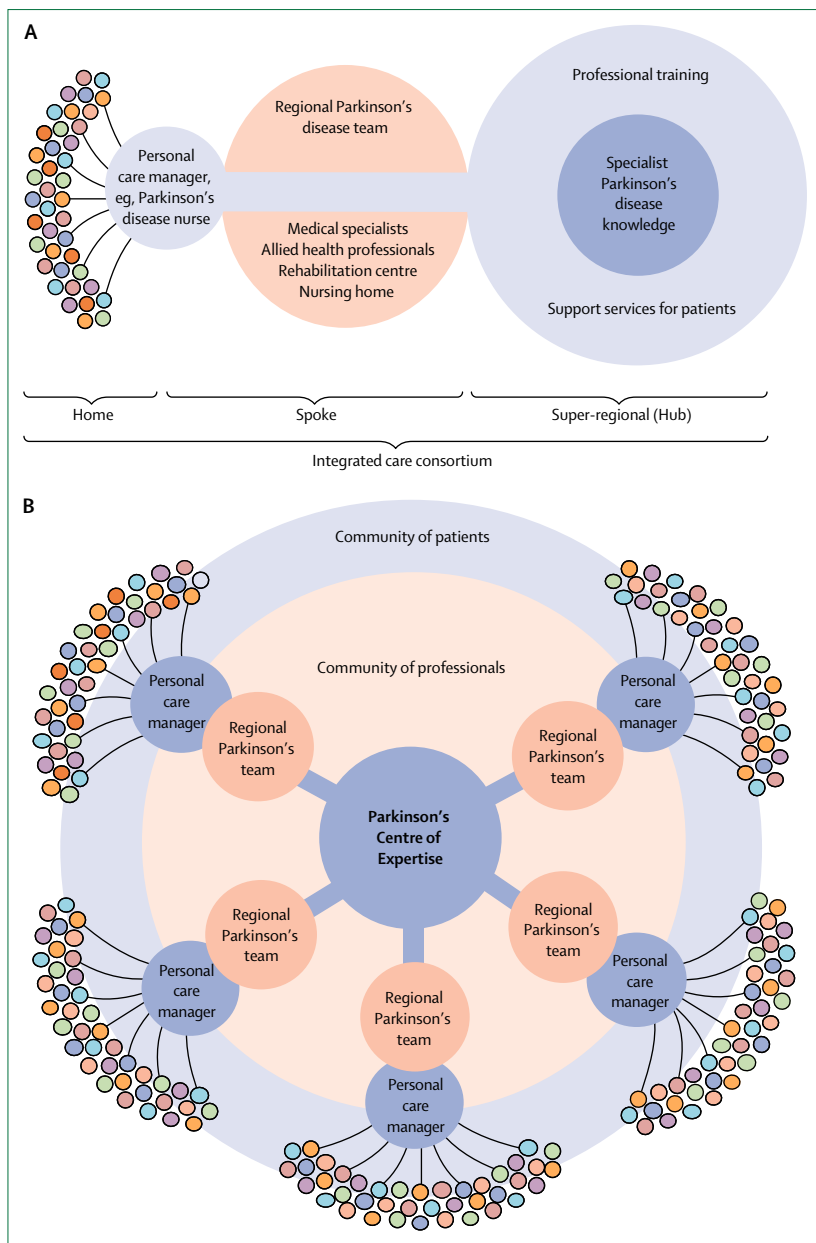 A
Professional training
Regional Parkinson's
disease team
Personal
care manager,
eg, Parkinson's
disease nurse
Specialist
Parkinson's
disease
knowledge
Medical specialists
Allied health professionals
Rehabilitation centre
Nursing home
Support services for patients
Home
Spoke
Super-regional (Hub)
Integrated care consortium
B
Community of patients
Community of professionals
Personal
care
manager
Regional
Parkinson's
team
Personal
care
manager
Regional
Parkinson's
team
Parkinson's
Centre of
Expertise
Regional
Parkinson's
team
Personal
care
manager
Regional
Parkinson's
team
Personal
care
manager
Regional
Parkinson's
team
Personal
care
manager